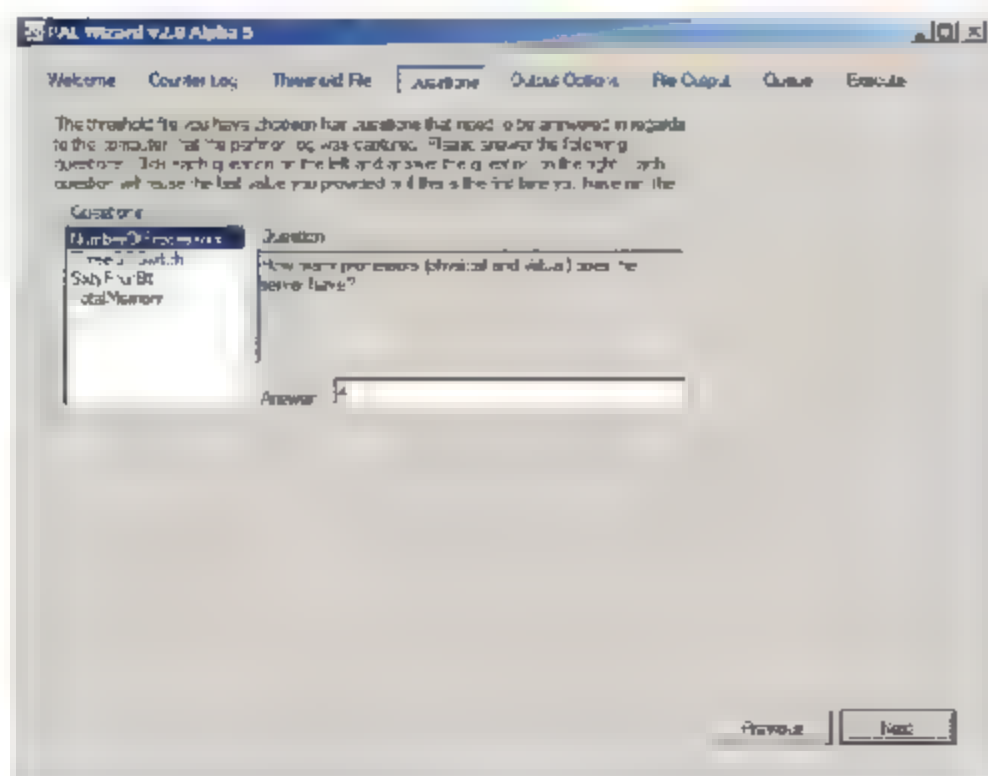 PAL Wizard v2.0 Alpha 5
Welcome Counter Log Threshold File Questions Output Options File Output Queue Execute
The threshold file you have choosen has questions that need to be answered in regards
to the computer that the perfmon log was captured. Please answer the following
questions. Click each question on the left and answer the question on the right. Each
question will reuse the last value you provided this is the first time you have run the
Questions
NumberOfProcessors
Question
ThreeGBSwitch
How many processors (physical and virtual) does the
SixtyFourBit
server have?
TotalMemory
Answer
Previous Next